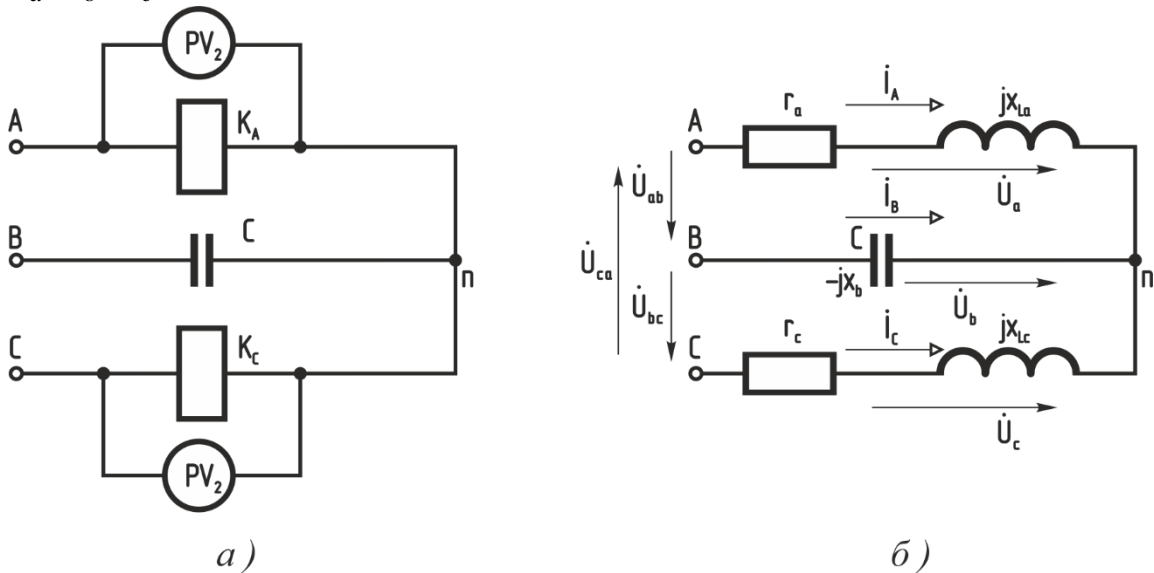 PV₂
A
K_A
B
C
n
C
K_C
PV₂
а )
r_a
İ_A
jx_La
A
U̇_ab
U̇_a
İ_B
U̇_ca
B
C
n
-jx_b
U̇_b
U̇_bc
r_c
İ_C
jx_Lc
C
U̇_c
б )